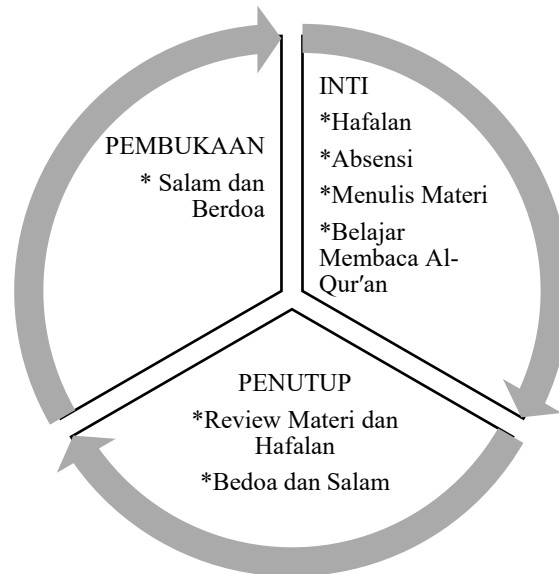 PEMBUKAAN
* Salam dan
Berdoa
INTI
*Hafalan
*Absensi
*Menulis Materi
*Belajar
Membaca Al-
Qur'an
PENUTUP
*Review Materi dan
Hafalan
*Bedoa dan Salam